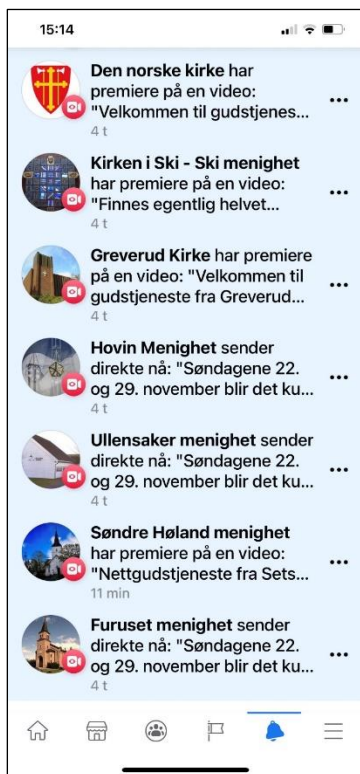 15:14
Den norske kirke har
premiere på en video:
"Velkommen til gudstjenes...
4 t
Kirken i Ski - Ski menighet
har premiere på en video:
"Finnes egentlig helvet...
4 t
Greverud Kirke har premiere
på en video: "Velkommen til
gudstjeneste fra Greverud...
4 t
Hovin Menighet sender
direkte nå: "Søndagene 22.
og 29. november blir det ku...
4 t
Ullensaker menighet sender
direkte nå: "Søndagene 22.
og 29. november blir det ku...
4 t
Søndre Høland menighet
har premiere på en video:
"Nettgudstjeneste fra Sets...
11 min
Furuset menighet sender
direkte nå: "Søndagene 22.
og 29. november blir det ku...
4 t